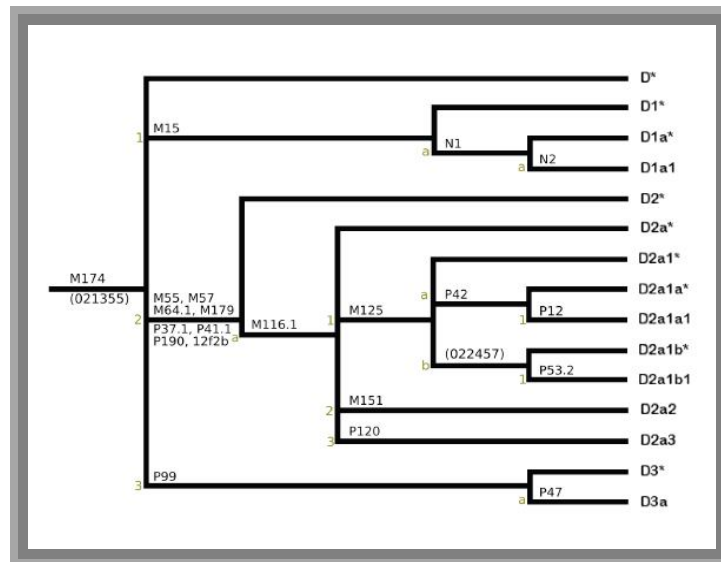 D*
D1*
1 M15
D1a*
a N1
a N2
D1a1
D2*
D2a*
D2a1*
M174
(021355)
a P42
D2a1a*
M55, M57
M64.1, M179
2
P37.1, P41.1
P190, 12f2b
a M116.1
1 M125
1 P12
D2a1a1
D2a1b*
b (022457)
1 P53.2
D2a1b1
2 M151
D2a2
3 P120
D2a3
D3*
3 P99
a P47
D3a